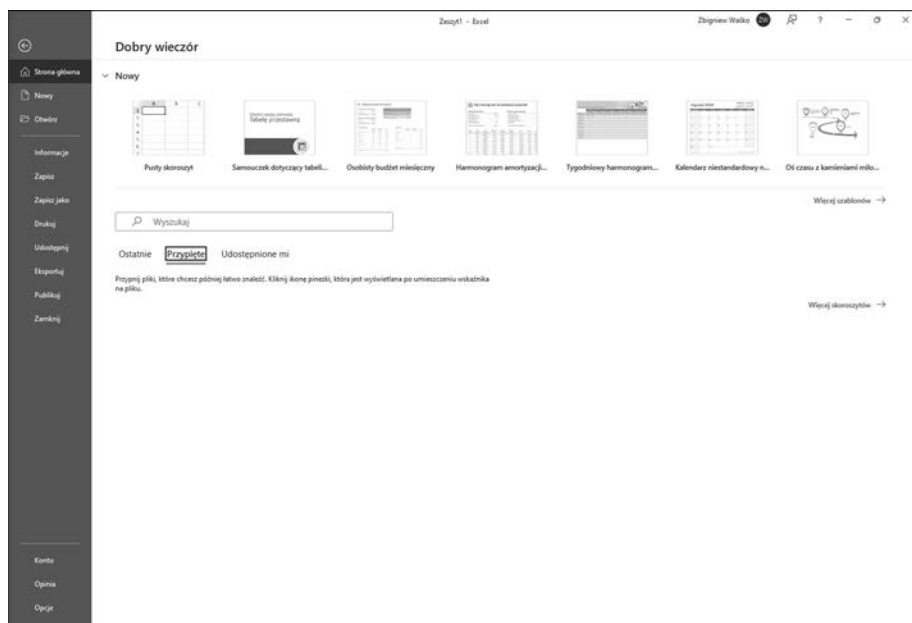 Zeszyt1 - Excel
Zbigniew Waśko
ZW
?
Dobry wieczór
Strona główna
Nowy
Otwórz
Informacje
Zapisz
Zapisz jako
Drukuj
Udostępnij
Eksportuj
Publikuj
Zamknij
Konto
Opinia
Opcje
Nowy
Tabelę przestawną
Pusty skoroszyt
Samouczek dotyczący tabeli...
Osobisty budżet miesięczny
Harmonogram amortyzacji...
Tygodniowy harmonogram...
Kalendarz niestandardowy n...
Oś czasu z kamieniami milo...
Więcej szablonów
Wyszukaj
Ostatnie Przypięte Udostępnione mi
Przypnij pliki, które chcesz później łatwo znaleźć. Kliknij ikonę pinezki, która jest wyświetlana po umieszczeniu wskaźnika
na pliku.
Więcej skoroszytów